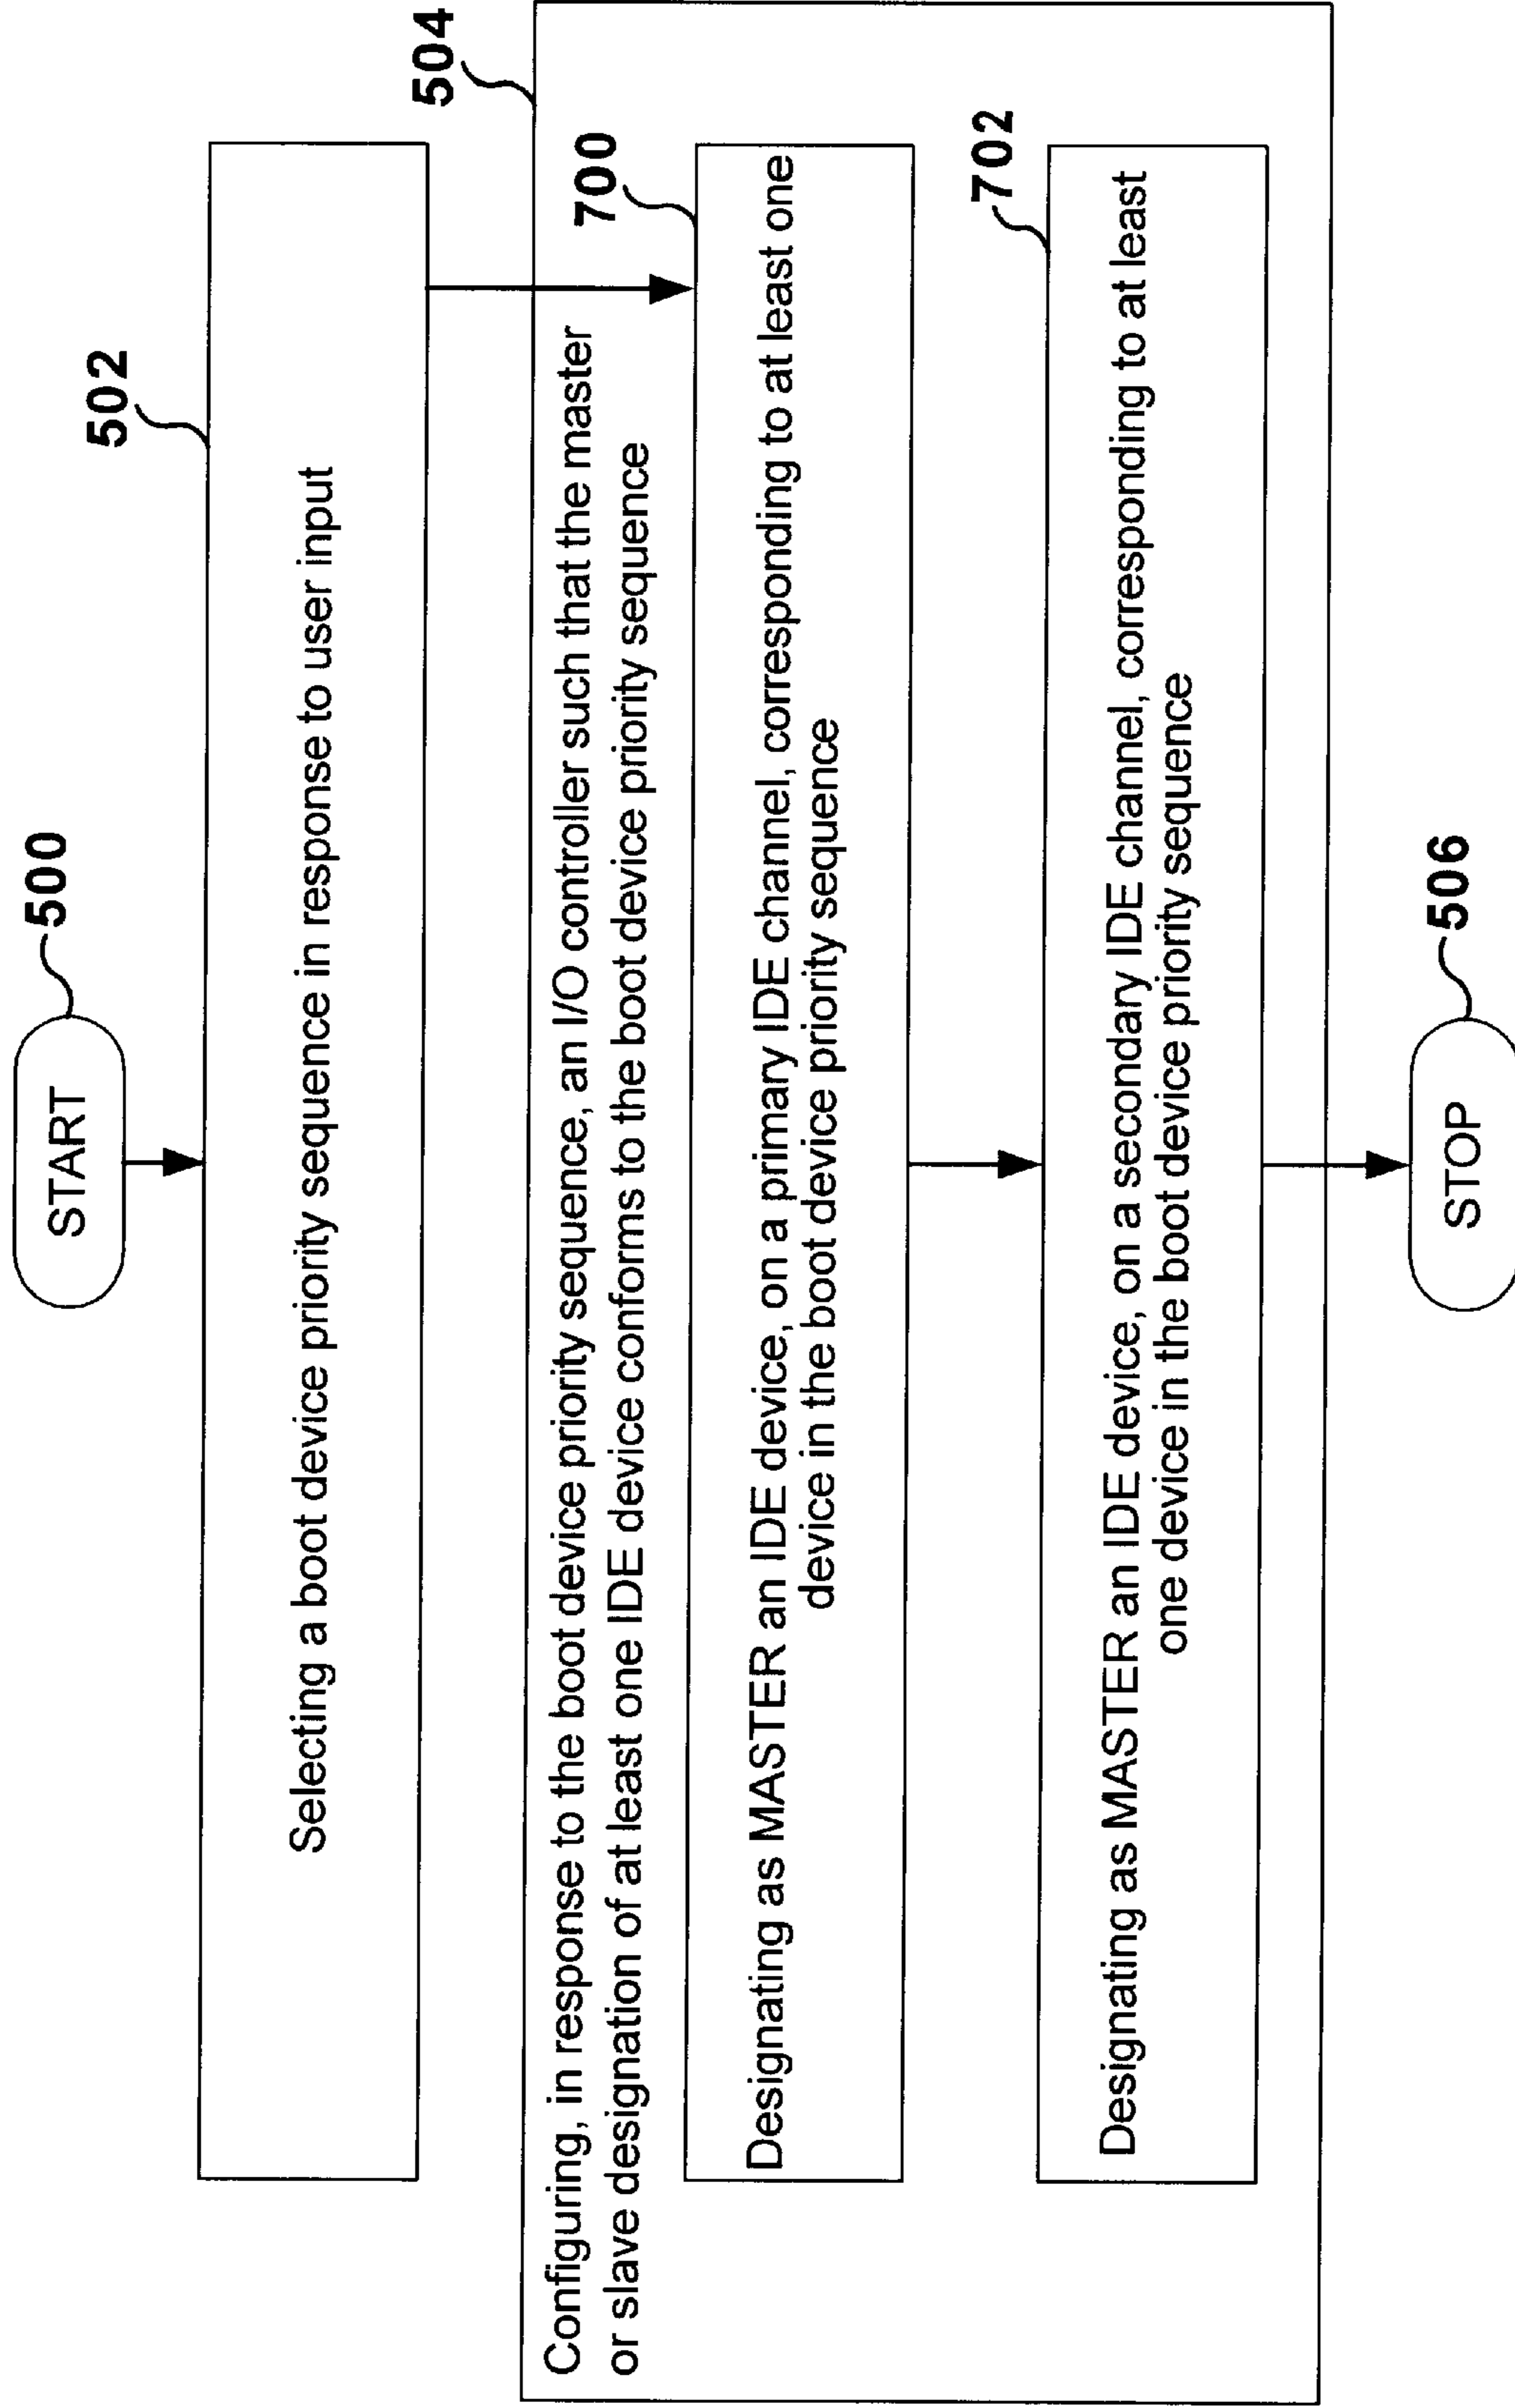 START
500
502
Selecting a boot device priority sequence in response to user input
504
Configuring, in response to the boot device priority sequence, an I/O controller such that the master
or slave designation of at least one IDE device conforms to the boot device priority sequence
700
Designating as MASTER an IDE device, on a primary IDE channel, corresponding to at least one
device in the boot device priority sequence
702
Designating as MASTER an IDE device, on a secondary IDE channel, corresponding to at least
one device in the boot device priority sequence
STOP
506